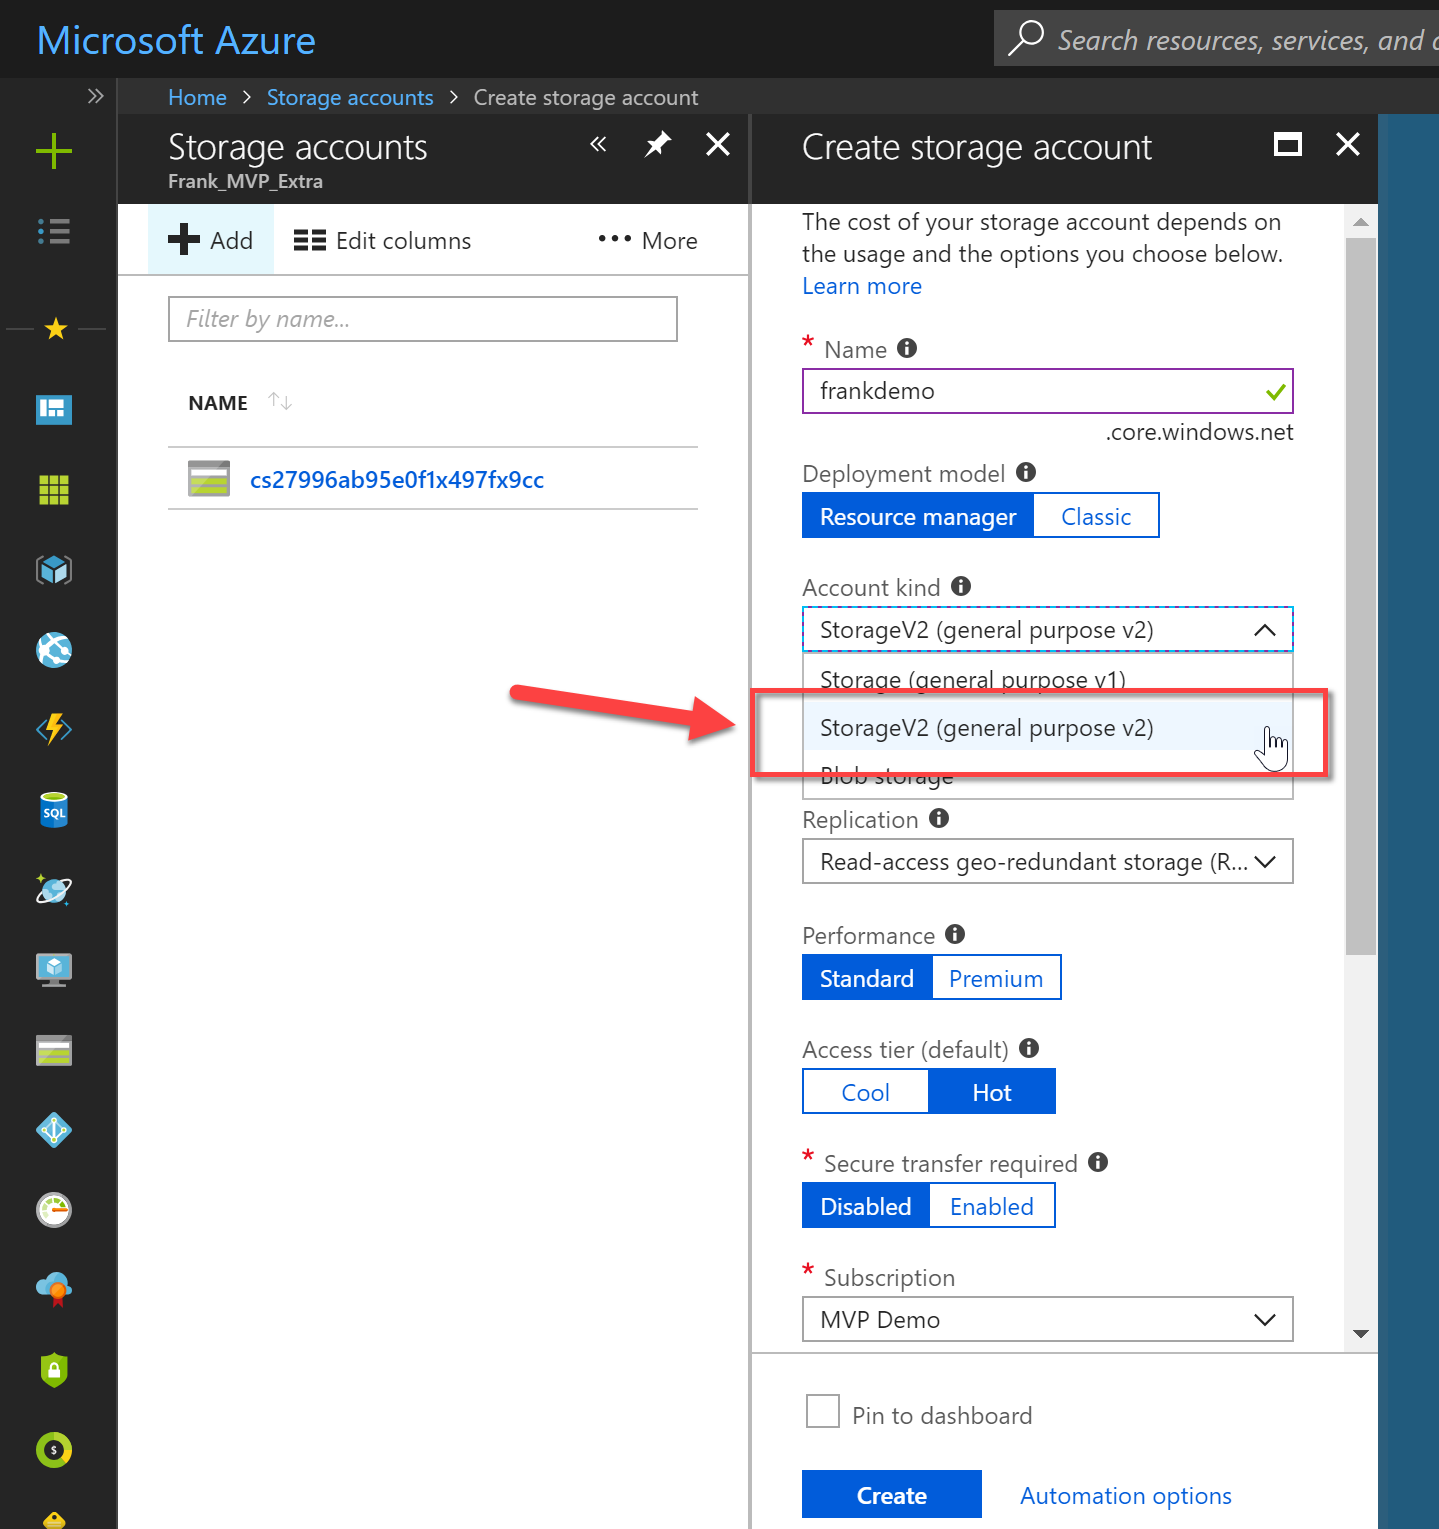 Microsoft Azure
Search resources, services, and
Home > Storage accounts > Create storage account
Storage accounts
Frank_MVP_Extra
Add
Edit columns
More
Filter by name...
NAME
cs27996ab95e0f1x497fx9cc
SQL
$
Create storage account
The cost of your storage account depends on
the usage and the options you choose below.
Learn more
* Name
frankdemo
.core.windows.net
Deployment model
Resource manager
Classic
Account kind
StorageV2 (general purpose v2)
Storage (general purpose v1)
StorageV2 (general purpose v2)
Blob storage
Replication
Read-access geo-redundant storage (R...
Performance
Standard
Premium
Access tier (default)
Cool
Hot
* Secure transfer required
Disabled
Enabled
* Subscription
MVP Demo
Pin to dashboard
Create
Automation options